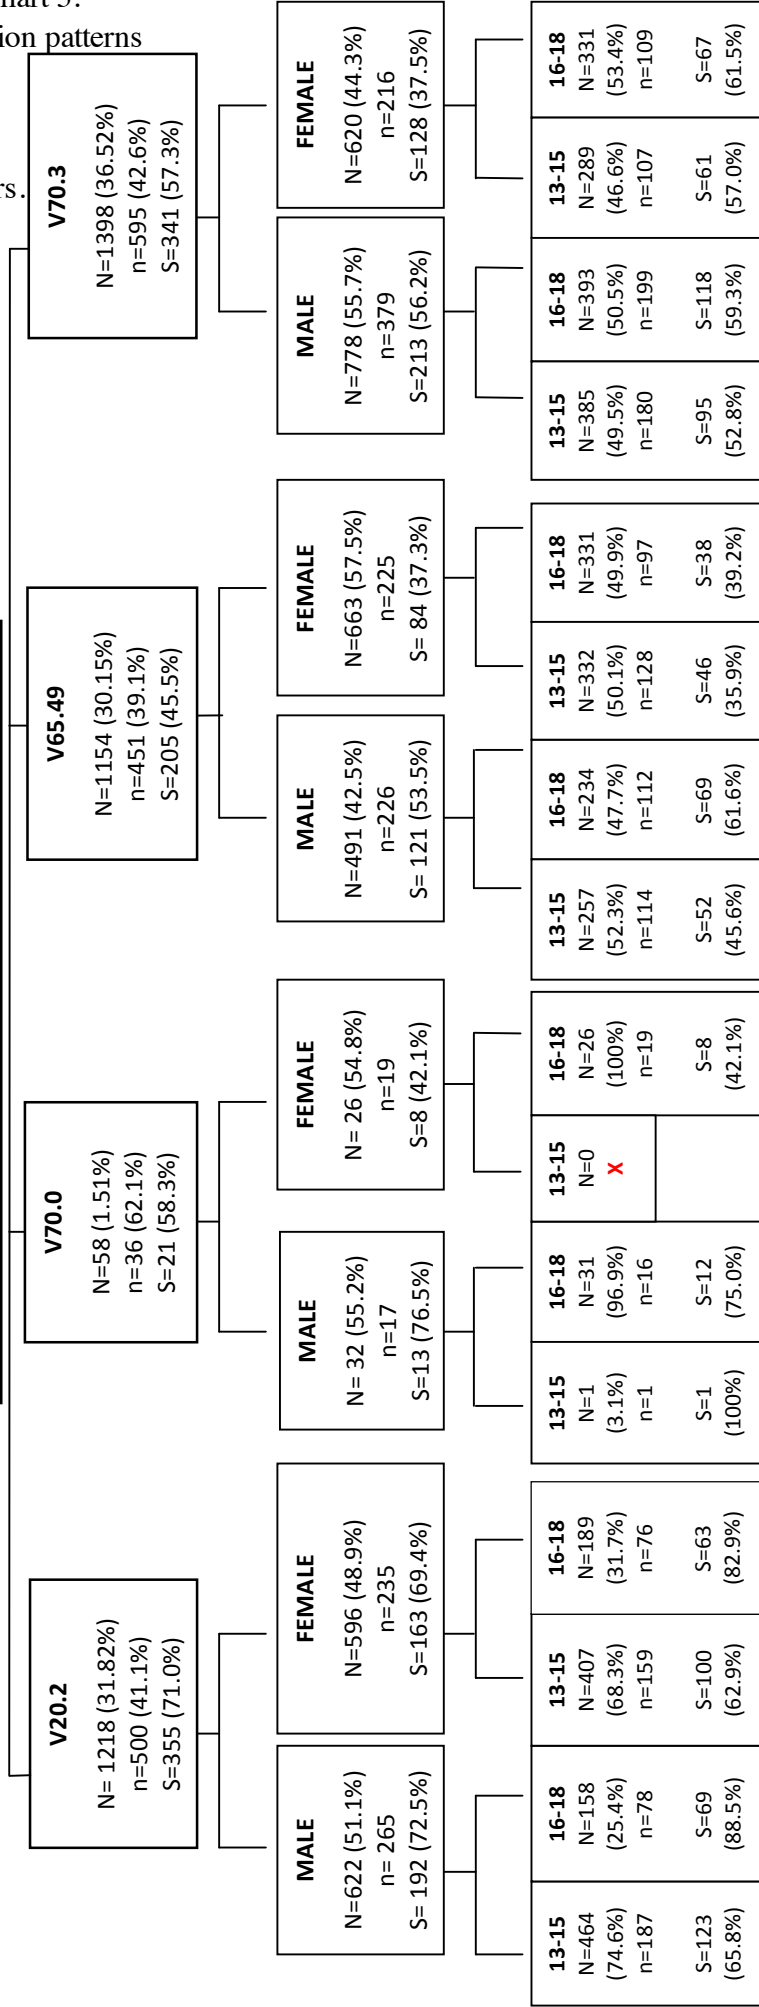 nart 3.
ion patterns
rs.
V20.2
N= 1218 (31.82%)
n=500 (41.1%)
S=355 (71.0%)
V70.0
N=58 (1.51%)
n=36 (62.1%)
S=21 (58.3%)
V65.49
N=1154 (30.15%)
n=451 (39.1%)
S=205 (45.5%)
V70.3
N=1398 (36.52%)
n=595 (42.6%)
S=341 (57.3%)
MALE
N=622 (51.1%)
n= 265
S= 192 (72.5%)
FEMALE
N=596 (48.9%)
n=235
S=163 (69.4%)
MALE
N= 32 (55.2%)
n=17
S=13 (76.5%)
FEMALE
N= 26 (54.8%)
n=19
S=8 (42.1%)
MALE
N=491 (42.5%)
n=226
S= 121 (53.5%)
FEMALE
N=663 (57.5%)
n=225
S= 84 (37.3%)
MALE
N=778 (55.7%)
n=379
S=213 (56.2%)
FEMALE
N=620 (44.3%)
n=216
S=128 (37.5%)
13-15
N=464
(74.6%)
n=187
S=123
(65.8%)
16-18
N=158
(25.4%)
n=78
S=69
(88.5%)
13-15
N=407
(68.3%)
n=159
S=100
(62.9%)
16-18
N=189
(31.7%)
n=76
S=63
(82.9%)
13-15
N=1
(3.1%)
n=1
S=1
(100%)
16-18
N=31
(96.9%)
n=16
S=12
(75.0%)
13-15
N=0
X
16-18
N=26
(100%)
n=19
S=8
(42.1%)
13-15
N=257
(52.3%)
n=114
S=52
(45.6%)
16-18
N=234
(47.7%)
n=112
S=69
(61.6%)
13-15
N=332
(50.1%)
n=128
S=46
(35.9%)
16-18
N=331
(49.9%)
n=97
S=38
(39.2%)
13-15
N=385
(49.5%)
n=180
S=95
(52.8%)
16-18
N=393
(50.5%)
n=199
S=118
(59.3%)
13-15
N=289
(46.6%)
n=107
S=61
(57.0%)
16-18
N=331
(53.4%)
n=109
S=67
(61.5%)